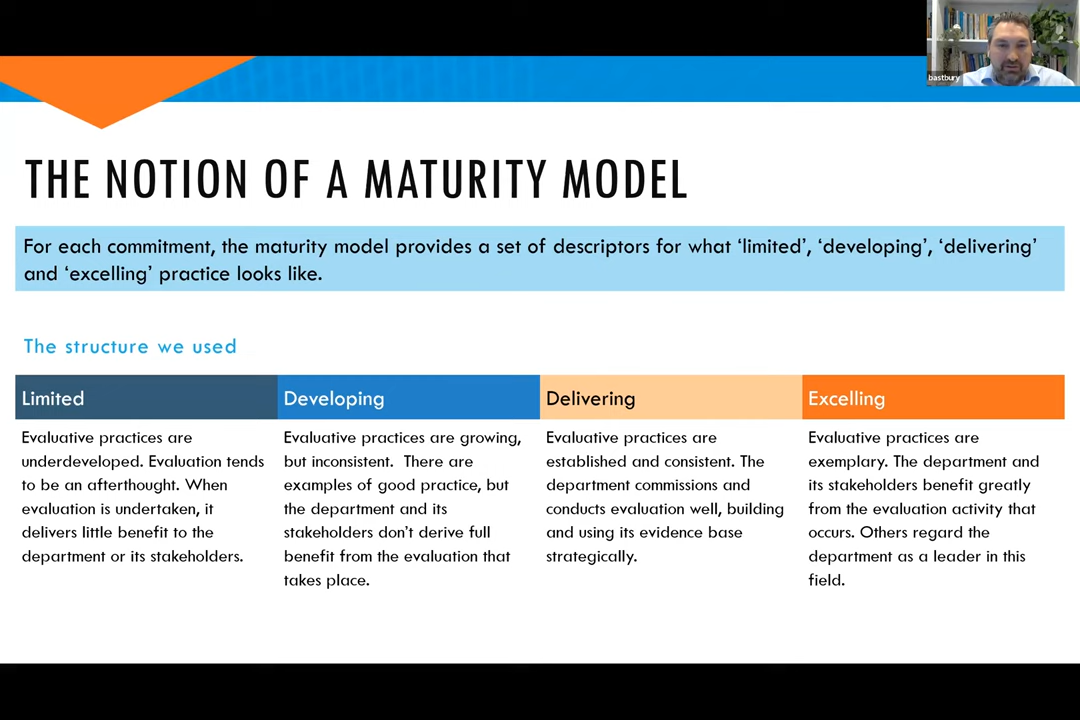 bastbury
THE NOTION OF A MATURITY MODEL
For each commitment, the maturity model provides a set of descriptors for what ‘limited’, ‘developing’, ‘delivering’
and ‘excelling’ practice looks like.
The structure we used
Limited
Evaluative practices are
underdeveloped. Evaluation tends
to be an afterthought. When
evaluation is undertaken, it
delivers little benefit to the
department or its stakeholders.
Developing
Evaluative practices are growing,
but inconsistent.  There are
examples of good practice, but
the department and its
stakeholders don’t derive full
benefit from the evaluation that
takes place.
Delivering
Evaluative practices are
established and consistent. The
department commissions and
conducts evaluation well, building
and using its evidence base
strategically.
Excelling
Evaluative practices are
exemplary. The department and
its stakeholders benefit greatly
from the evaluation activity that
occurs. Others regard the
department as a leader in this
field.